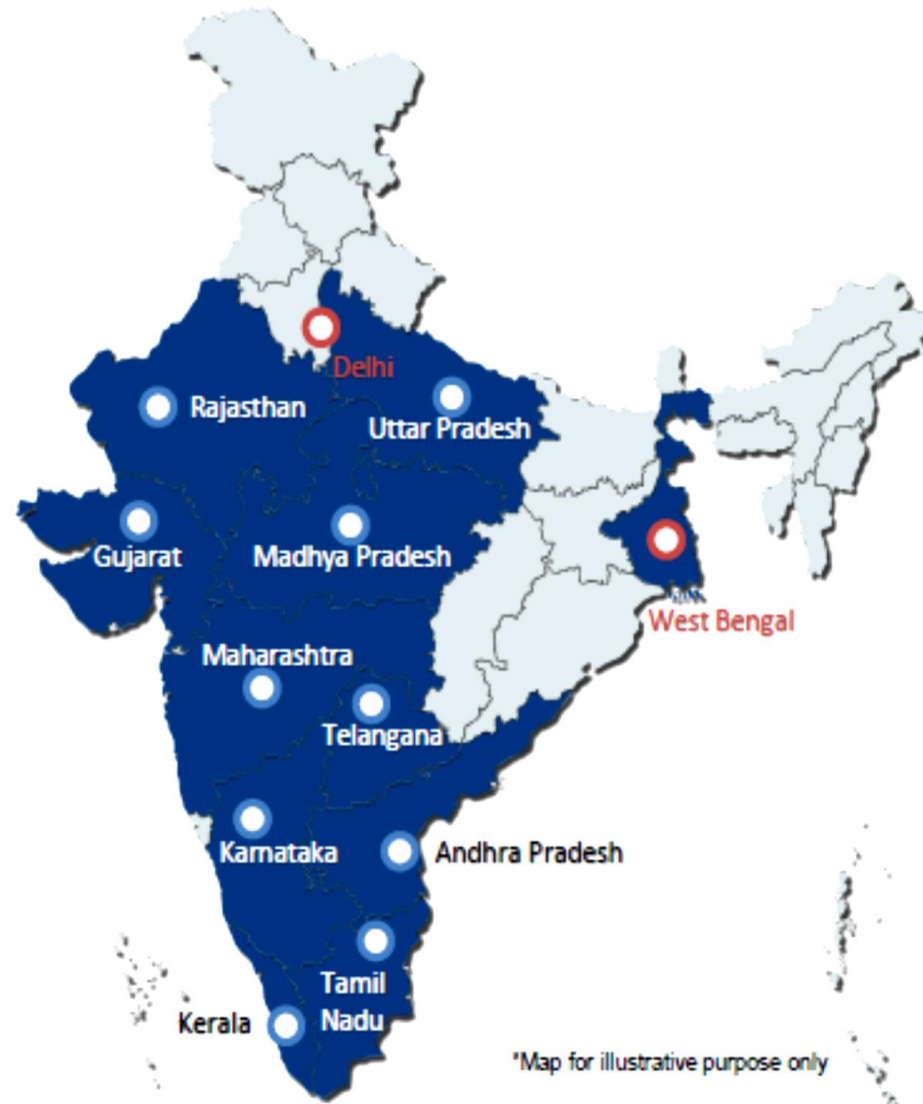 Delhi
Rajasthan
Uttar Pradesh
Gujarat
Madhya Pradesh
West Bengal
Maharashtra
Telangana
Karnataka
Andhra Pradesh
Tamil
Nadu
Kerala
*Map for illustrative purpose only